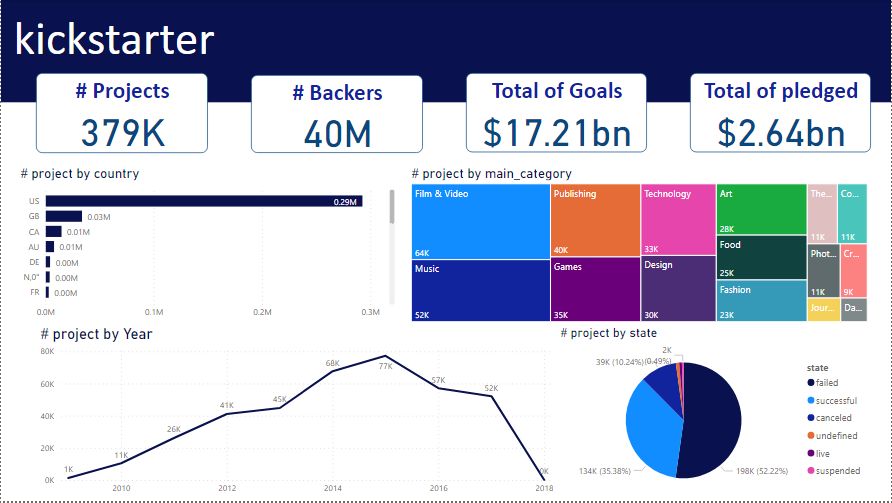 kickstarter
# Projects
379K
# Backers
40M
Total of Goals
$17.21bn
Total of pledged
$2.64bn
# project by country
US 0.29M
GB 0.03M
CA 0.01M
AU 0.01M
DE 0.00M
N,0" 0.00M
FR 0.00M
0.0M 0.1M 0.2M 0.3M
# project by main_category
Film & Video
64K
Music
52K
Publishing
40K
Games
35K
Technology
33K
Design
30K
Art
28K
Food
25K
Fashion
23K
The...
11K
Co...
11K
Phot...
11K
Cr...
9K
Jour...
Da...
# project by Year
80K
60K
40K
20K
0K
1K 11K 26K 41K 45K 68K 77K 57K 52K 0K
2010 2012 2014 2016 2018
# project by state
2K
(0.49%)
39K (10.24%)
134K (35.38%)
198K (52.22%)
state
failed
successful
canceled
undefined
live
suspended